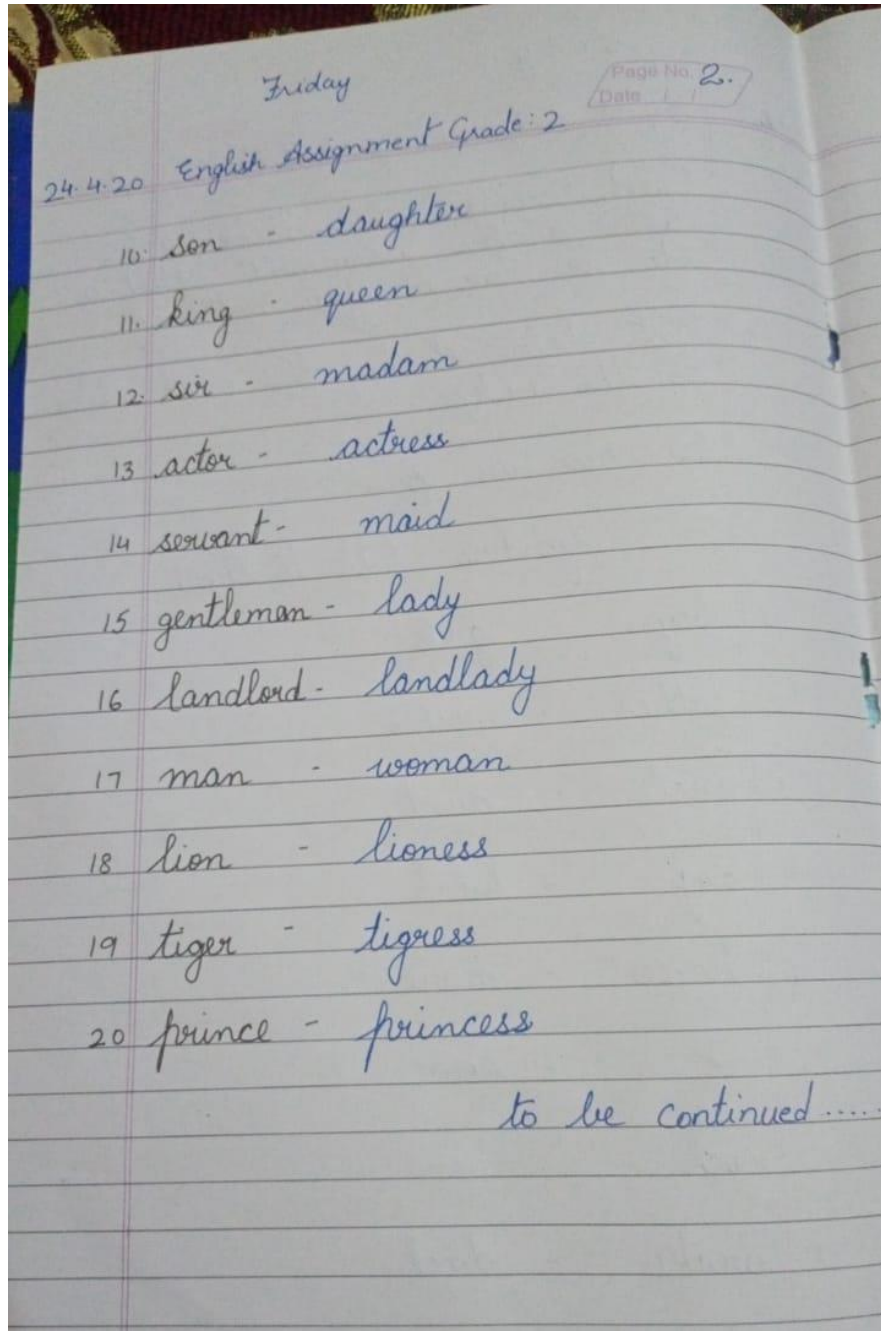 Friday
Page No. 2.
Date / /
24.4.20 English Assignment Grade: 2
10. son - daughter
11. king - queen
12. sir - madam
13 actor - actress
14 servant - maid
15 gentleman - lady
16 landlord - landlady
17 man - woman
18 lion - lioness
19 tiger - tigress
20 prince - princess
to be continued.....